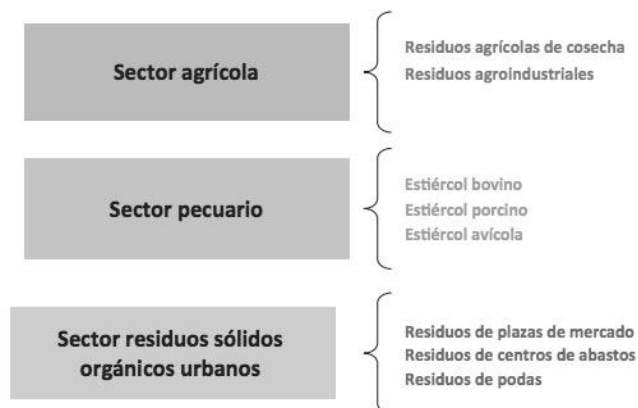 Sector agrícola
Residuos agrícolas de cosecha
Residuos agroindustriales
Sector pecuario
Estiércol bovino
Estiércol porcino
Estiércol avícola
Sector residuos sólidos
orgánicos urbanos
Residuos de plazas de mercado
Residuos de centros de abastos
Residuos de podas